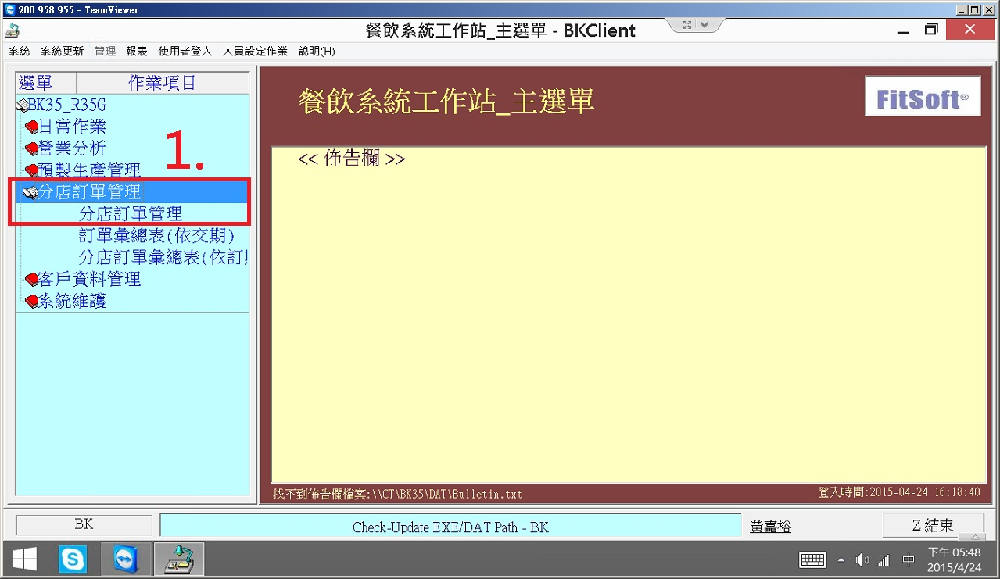 200 958 955 - TeamViewer
餐飲系統工作站_主選單 - BKClient
系統 系統更新 管理 報表 使用者登入 人員設定作業 說明(H)
選單 作業項目
BK35_R35G
日常作業
營業分析
預製生產管理
1.
分店訂單管理
分店訂單管理
訂單彙總表(依交期)
分店訂單彙總表(依訂
客戶資料管理
系統維護
餐飲系統工作站_主選單
FitSoft®
<< 佈告欄 >>
找不到佈告欄檔案:\\CT\BK35\DAT\Bulletin.txt
登入時間:2015-04-24 16:18:40
BK
Check-Update EXE/DAT Path - BK
黃嘉裕
Z 結束
中
下午 05:48
2015/4/24